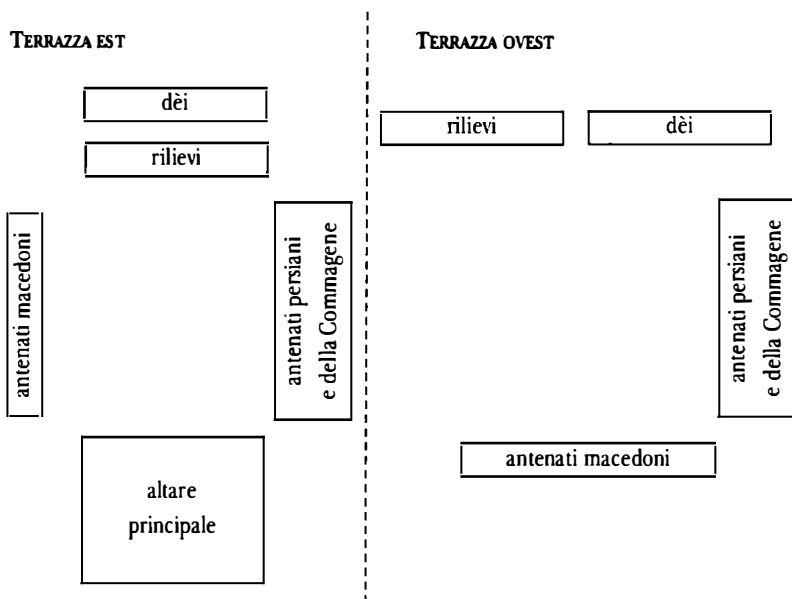 TERRAZZA EST
dèi
rilievi
antenati macedoni
antenati persiani
e della Commagene
altare
principale
TERRAZZA OVEST
rilievi
dèi
antenati persiani
e della Commagene
antenati macedoni